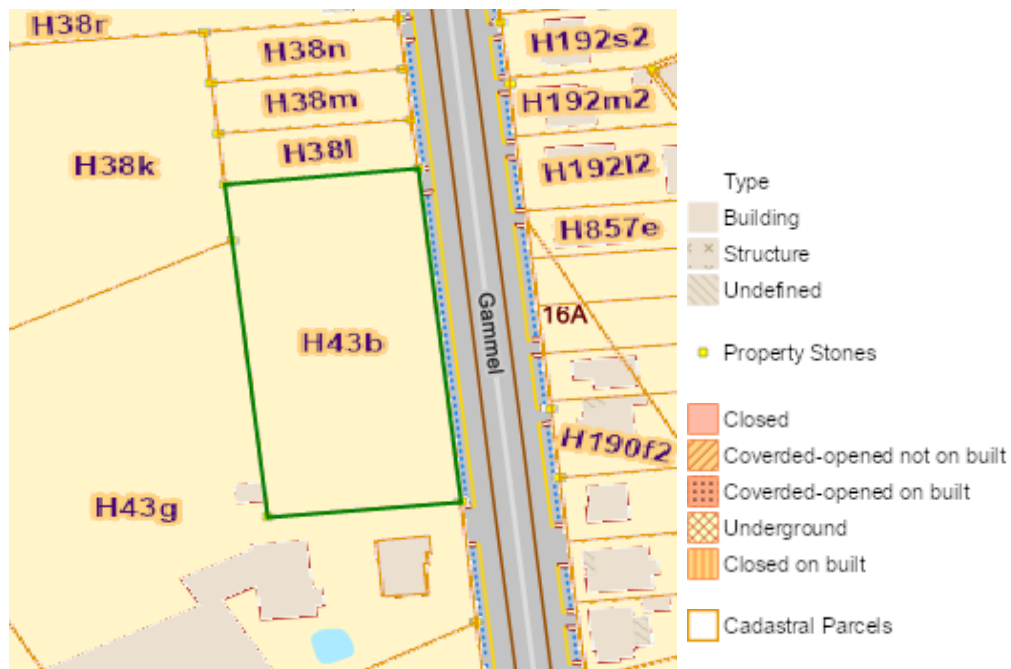 H38r
H38n
H192s2
H38m
H192m2
H38l
H38k
H192l2
H857e
Gammel
16A
H43b
H190f2
H43g
Type
Building
Structure
Undefined
Property Stones
Closed
Coverded-opened not on built
Coverded-opened on built
Underground
Closed on built
Cadastral Parcels